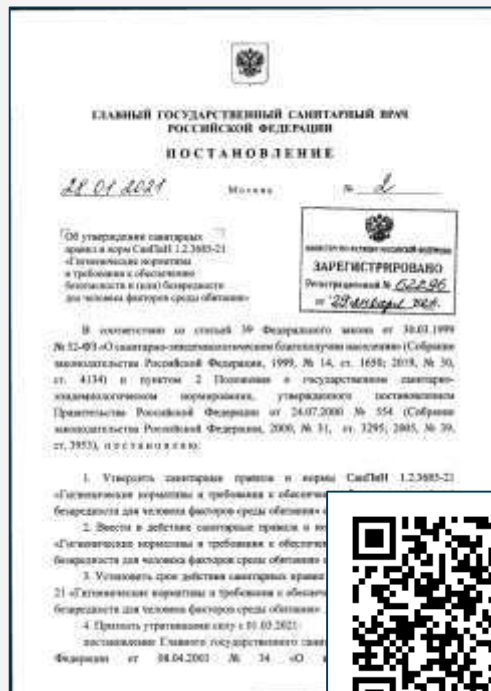 ГЛАВНЫЙ ГОСУДАРСТВЕННЫЙ САНИТАРНЫЙ ВРАЧ
РОССИЙСКОЙ ФЕДЕРАЦИИ
ПОСТАНОВЛЕНИЕ
28.01.2021 Москва № 2
Об утверждении санитарных
правил и норм СанПиН 1.2.3685-21
«Гигиенические нормативы
и требования к обеспечению
безопасности и (или) безвредности
для человека факторов среды обитания»
МИНИСТЕРСТВО ЮСТИЦИИ РОССИЙСКОЙ ФЕДЕРАЦИИ
ЗАРЕГИСТРИРОВАНО
Регистрационный № 62296
от "29 января 2021.
В соответствии со статьей 39 Федерального закона от 30.03.1999
№ 52-ФЗ «О санитарно-эпидемиологическом благополучии населения» (Собрание
законодательства Российской Федерации, 1999, № 14, ст. 1650; 2019, № 30,
ст. 4134) и пунктом 2 Положения о государственном санитарно-
эпидемиологическом нормировании, утвержденного постановлением
Правительства Российской Федерации от 24.07.2000 № 554 (Собрание
законодательства Российской Федерации, 2000, № 31, ст. 3295; 2005, № 39,
ст. 3953), постановляю:
1. Утвердить санитарные правила и нормы СанПиН 1.2.3685-21
«Гигиенические нормативы и требования к обеспечению
безвредности для человека факторов среды обитания»
2. Ввести в действие санитарные правила и
«Гигиенические нормативы и требования к обеспечению
безвредности для человека факторов среды обитания»
3. Установить срок действия санитарных правил
21 «Гигиенические нормативы и требования к
безвредности для человека факторов среды обитания»
4. Признать утратившими силу с 01.03.2021:
постановление Главного государственного
Федерации от 08.04.2003 № 34 «О